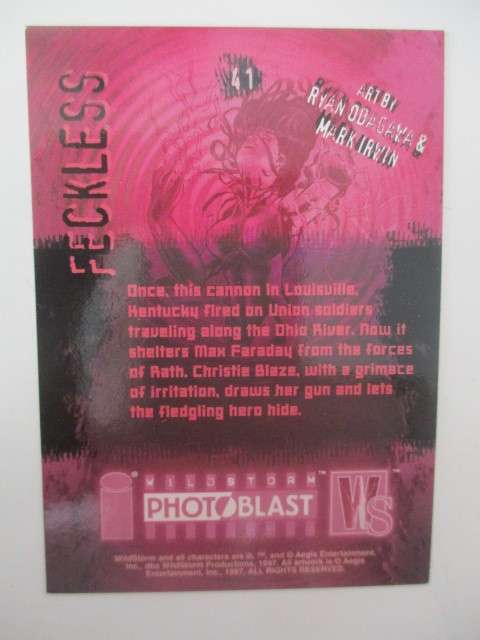 FECKLESS
41
ART BY
RYAN ODAGAWA &
MARK IRWIN
Once, this cannon in Louisville,
Kentucky fired on Union soldiers
traveling along the Ohio River. Now it
shelters Max Faraday from the forces
of Rath. Christie Blaze, with a grimace
of irritation, draws her gun and lets
the fledgling hero hide.
WILDSTORM™
PHOTOBLAST
WS™
WildStorm and all characters are ®, ™, and © Aegis Entertainment,
Inc., dba WildStorm Productions, 1997. All artwork is © Aegis
Entertainment, Inc., 1997. ALL RIGHTS RESERVED.